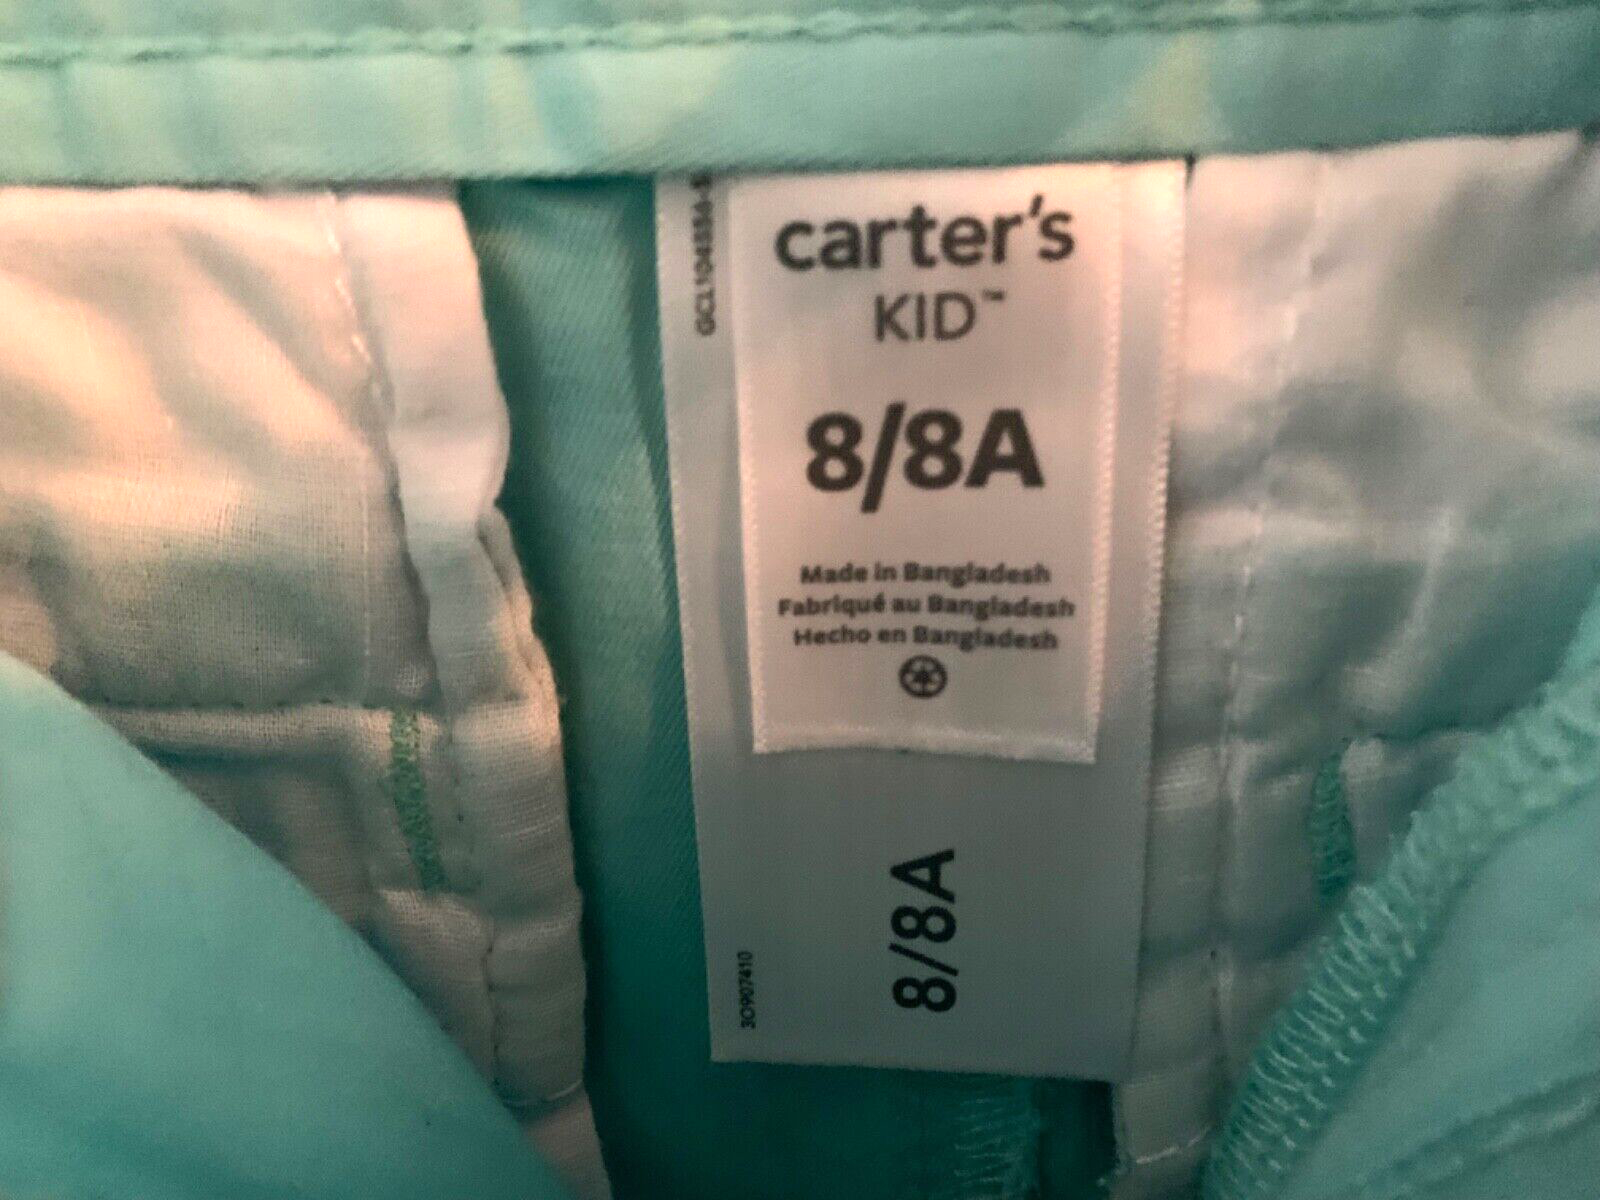 carter's
KID™
8/8A
Made in Bangladesh
Fabriqué au Bangladesh
Hecho en Bangladesh
8/8A
3O907410